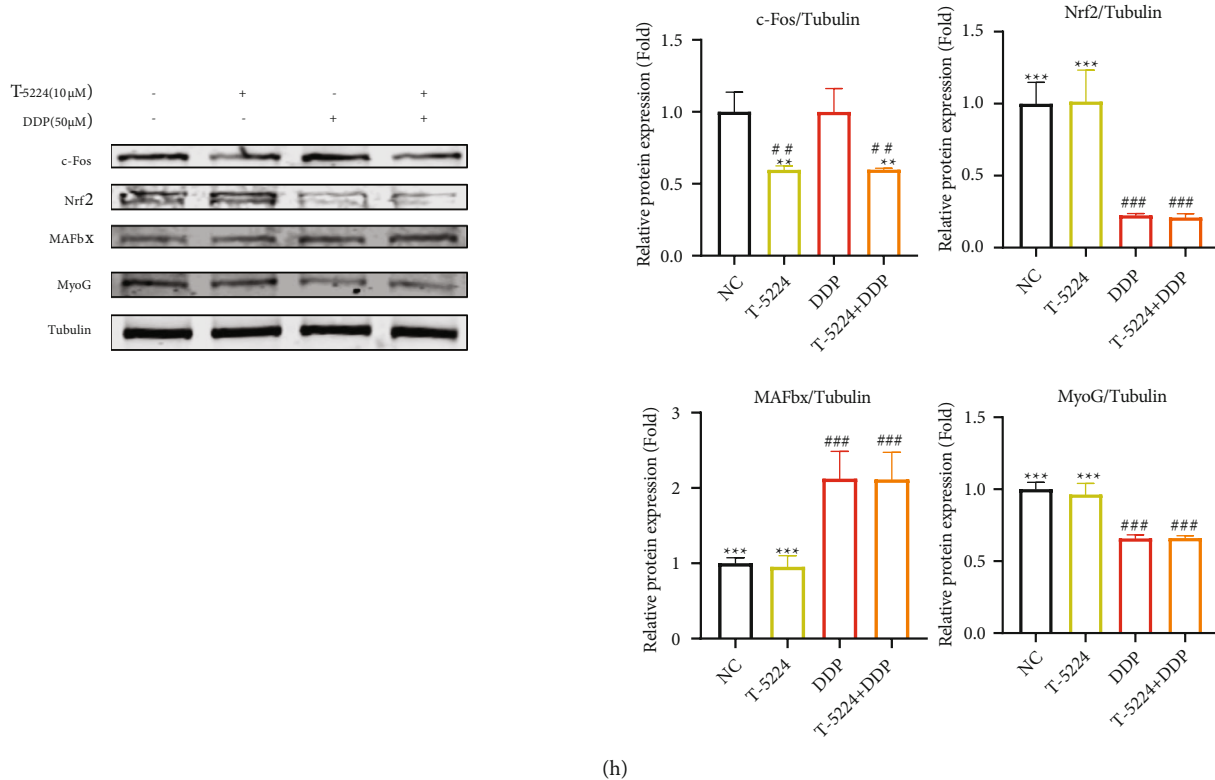 T-5224(10μM) - + - +
DDP(50μM) - - + +
c-Fos
Nrf2
MAFbx
MyoG
Tubulin
c-Fos/Tubulin
Relative protein expression (Fold)
1.5
1.0
0.5
0.0
# #
**
# #
**
NC
T-5224
DDP
T-5224+DDP
Nrf2/Tubulin
Relative protein expression (Fold)
1.5
1.0
0.5
0.0
***
***
###
###
NC
T-5224
DDP
T-5224+DDP
MAFbx/Tubulin
Relative protein expression (Fold)
3
2
1
0
***
***
###
###
NC
T-5224
DDP
T-5224+DDP
MyoG/Tubulin
Relative protein expression (Fold)
1.5
1.0
0.5
0.0
***
***
###
###
NC
T-5224
DDP
T-5224+DDP
(h)